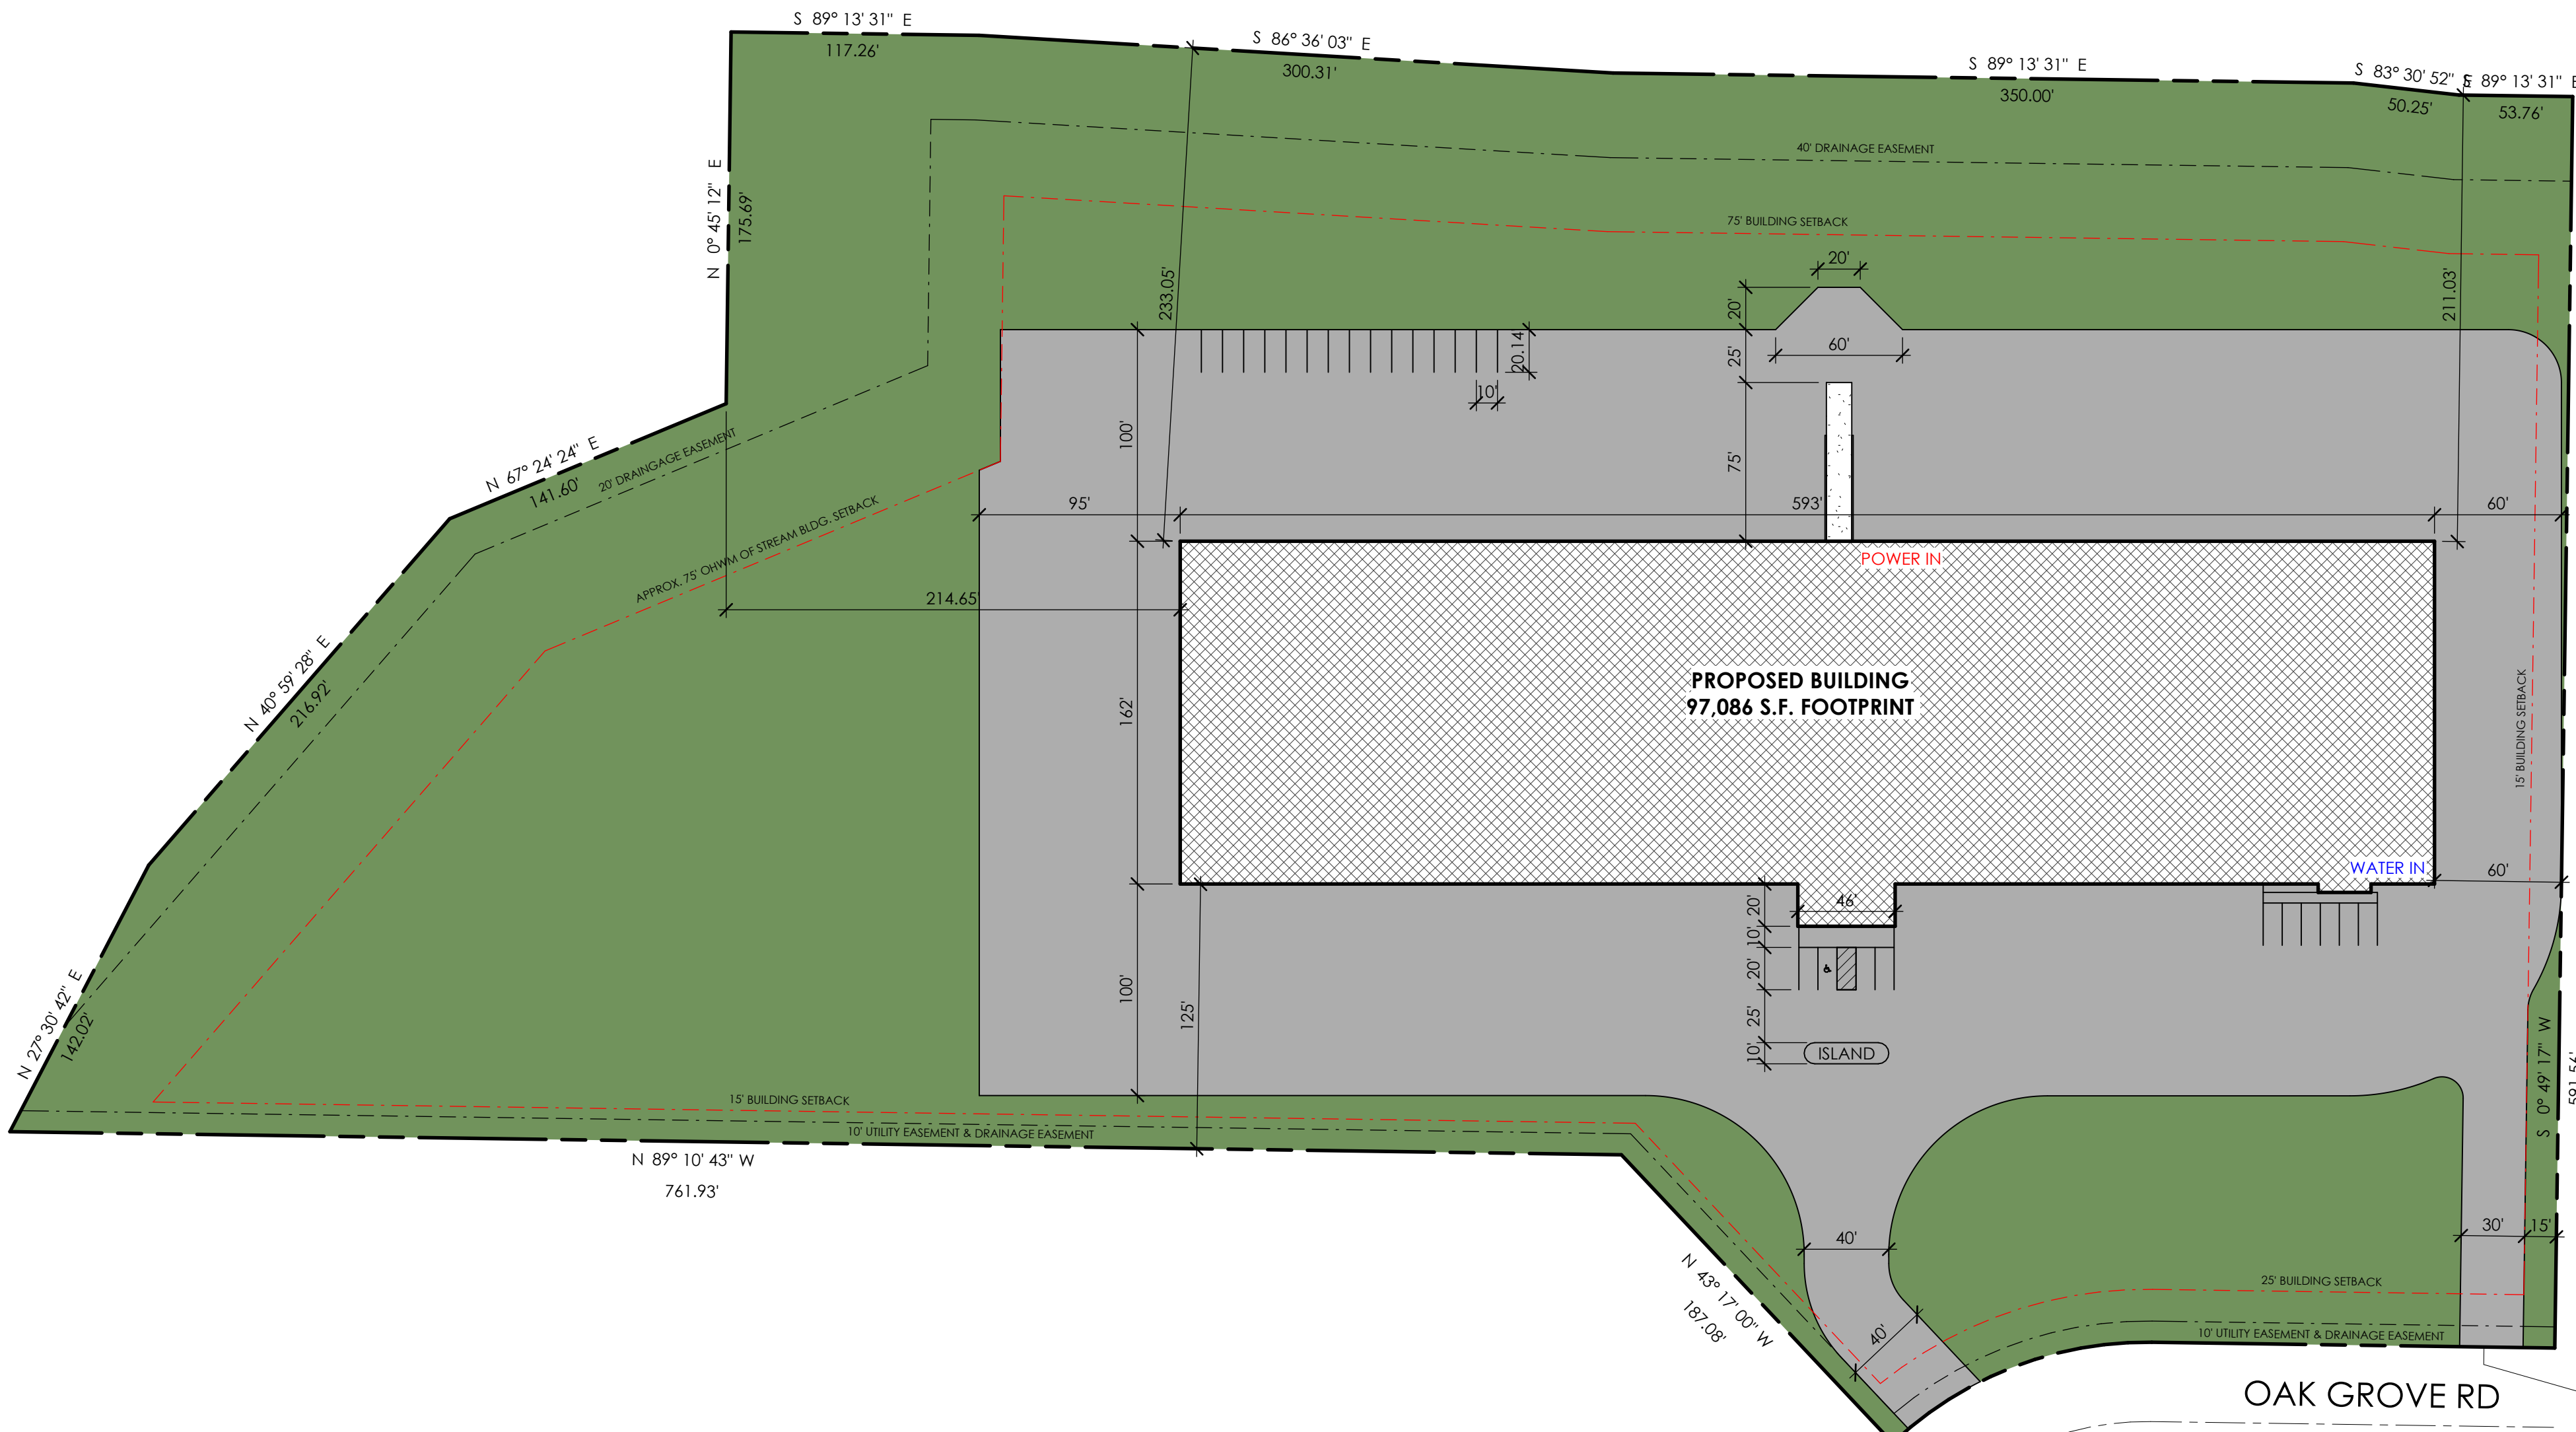 S 89° 13' 31" E
117.26'
S 86° 36' 03" E
300.31'
S 89° 13' 31" E
350.00'
S 83° 30' 52" E
50.25'
S 89° 13' 31" E
53.76'
N 0° 45' 12" E
175.69'
40' DRAINAGE EASEMENT
75' BUILDING SETBACK
233.05'
211.03'
20'
20'
60'
25'
20.14'
10'
100'
75'
N 67° 24' 24" E
141.60'
20' DRAINGAGE EASEMENT
APPROX. 75' OHWM OF STREAM BLDG. SETBACK
95'
593'
60'
POWER IN
214.65'
N 40° 59' 28" E
216.92'
162'
PROPOSED BUILDING
97,086 S.F. FOOTPRINT
15' BUILDING SETBACK
WATER IN
60'
46'
20'
10'
20'
25'
10'
ISLAND
100'
125'
N 27° 30' 42" E
142.02'
S 0° 49' 17" W
591.56'
15' BUILDING SETBACK
10' UTILITY EASEMENT & DRAINAGE EASEMENT
N 89° 10' 43" W
761.93'
40'
30'
15'
N 43° 17' 00" W
187.08'
40'
25' BUILDING SETBACK
10' UTILITY EASEMENT & DRAINAGE EASEMENT
OAK GROVE RD